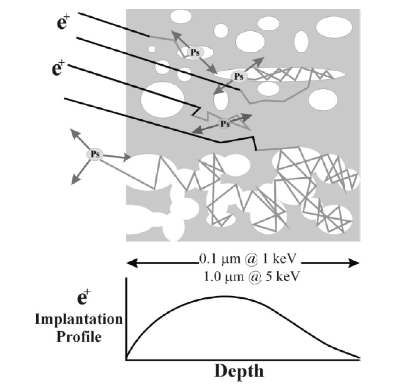 e+
Ps
e+
Ps
Ps
Ps
0.1 μm @ 1 keV
1.0 μm @ 5 keV
e+
Implantation
Profile
Depth